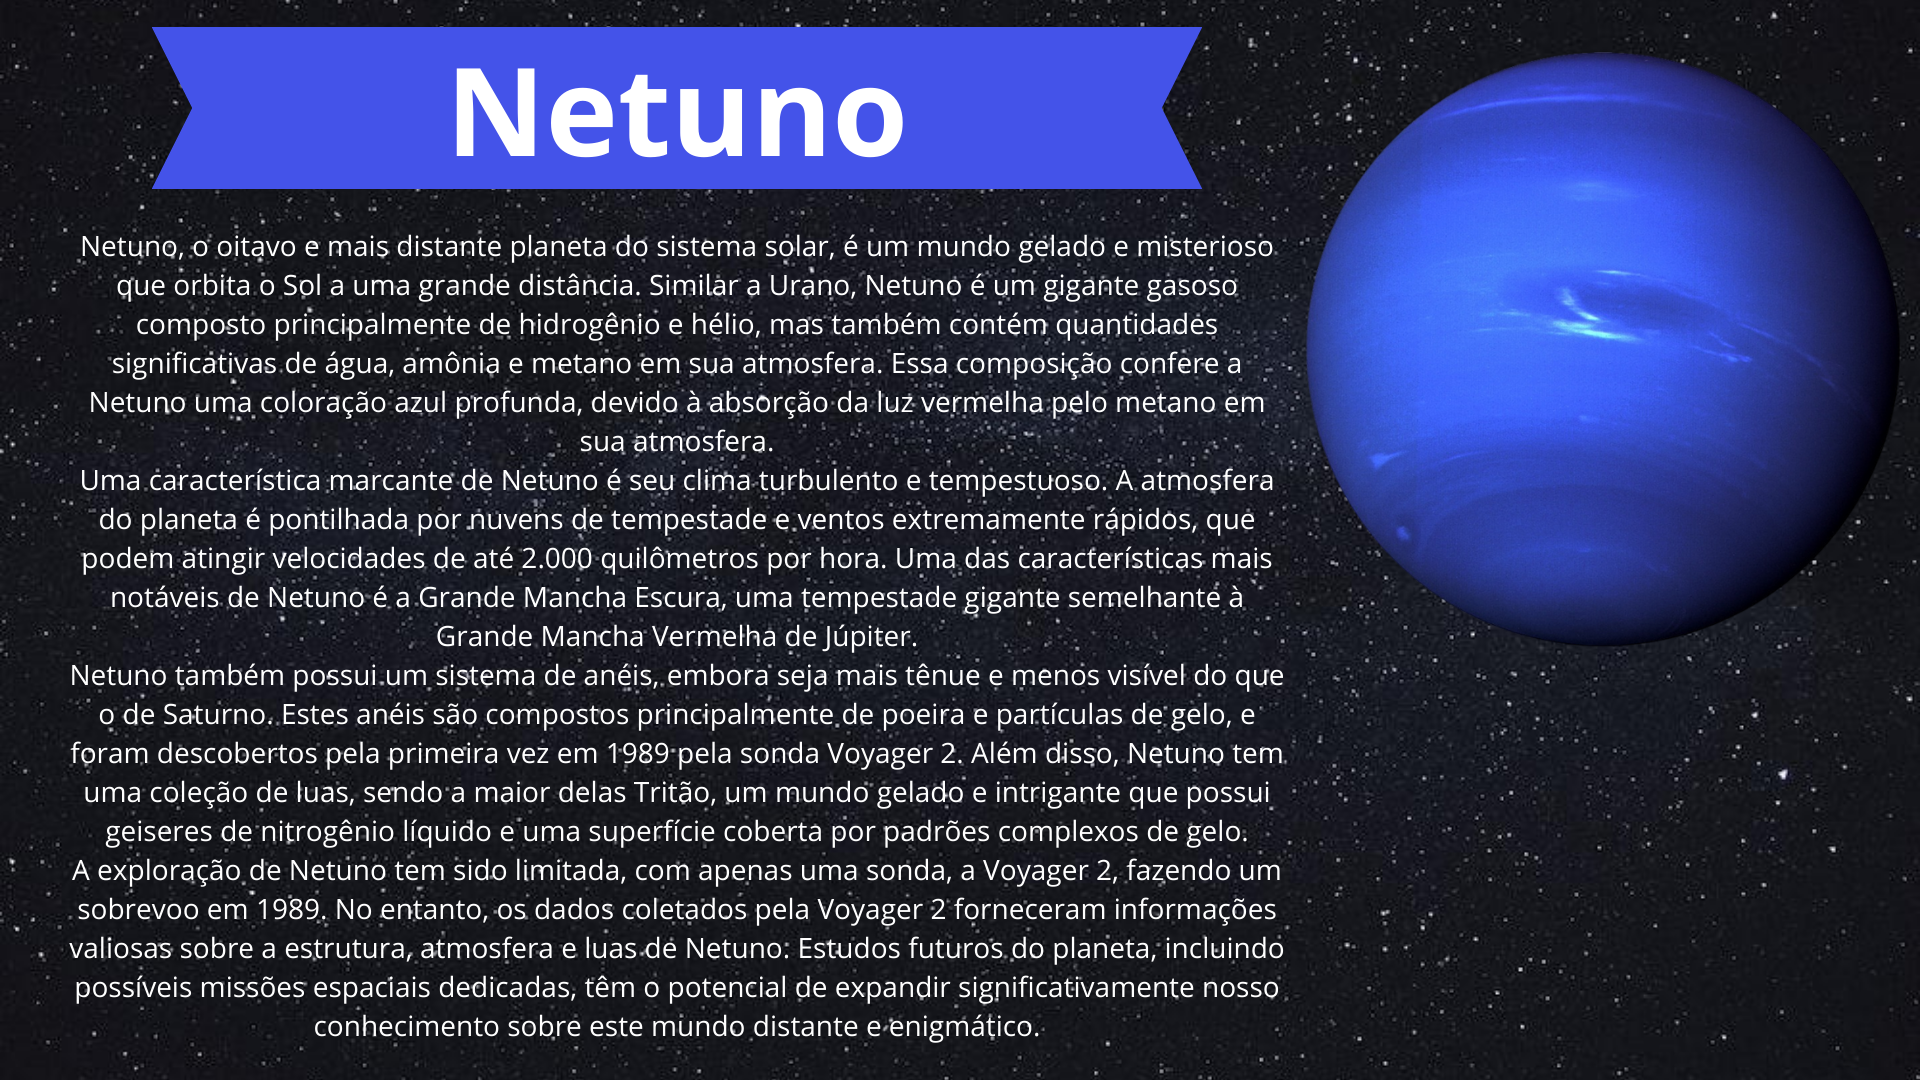 Netuno
Netuno, o oitavo e mais distante planeta do sistema solar, é um mundo gelado e misterioso
que orbita o Sol a uma grande distância. Similar a Urano, Netuno é um gigante gasoso
composto principalmente de hidrogênio e hélio, mas também contém quantidades
significativas de água, amônia e metano em sua atmosfera. Essa composição confere a
Netuno uma coloração azul profunda, devido à absorção da luz vermelha pelo metano em
sua atmosfera.
Uma característica marcante de Netuno é seu clima turbulento e tempestuoso. A atmosfera
do planeta é pontilhada por nuvens de tempestade e ventos extremamente rápidos, que
podem atingir velocidades de até 2.000 quilômetros por hora. Uma das características mais
notáveis de Netuno é a Grande Mancha Escura, uma tempestade gigante semelhante à
Grande Mancha Vermelha de Júpiter.
Netuno também possui um sistema de anéis, embora seja mais tênue e menos visível do que
o de Saturno. Estes anéis são compostos principalmente de poeira e partículas de gelo, e
foram descobertos pela primeira vez em 1989 pela sonda Voyager 2. Além disso, Netuno tem
uma coleção de luas, sendo a maior delas Tritão, um mundo gelado e intrigante que possui
geiseres de nitrogênio líquido e uma superfície coberta por padrões complexos de gelo.
A exploração de Netuno tem sido limitada, com apenas uma sonda, a Voyager 2, fazendo um
sobrevoo em 1989. No entanto, os dados coletados pela Voyager 2 forneceram informações
valiosas sobre a estrutura, atmosfera e luas de Netuno. Estudos futuros do planeta, incluindo
possíveis missões espaciais dedicadas, têm o potencial de expandir significativamente nosso
conhecimento sobre este mundo distante e enigmático.